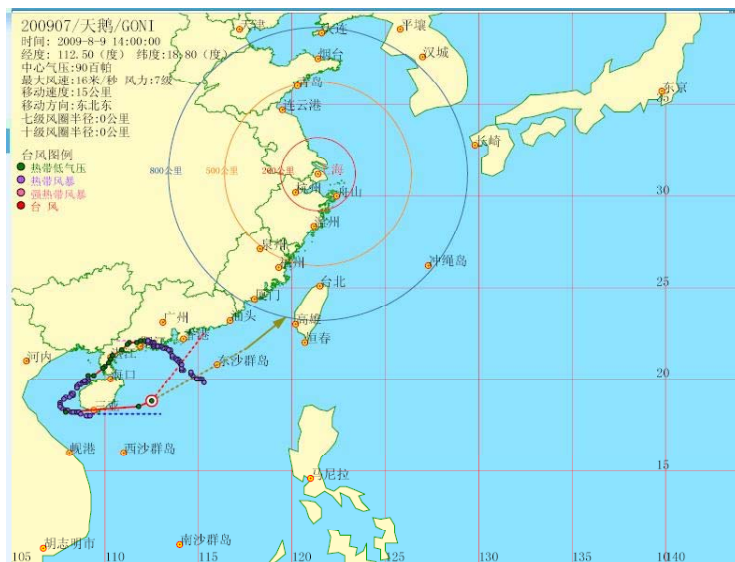 200907/天鹅/GONI
时间: 2009-8-9 14:00:00
经度: 112.50（度） 纬度:18.80（度）
中心气压:90百帕
最大风速:16米/秒 风力:7级
移动速度:15公里
移动方向:东北东
七级风圈半径:0公里
十级风圈半径:0公里
台风图例
热带低气压
热带风暴
强热带风暴
台 风
天津
大连
平壤
汉城
烟台
青岛
连云港
东京
35
长崎
800公里
500公里
200公里
上海
杭州
舟山
30
温州
泉州
福州
冲绳岛
台北
25
厦门
汕头
广州
香港
高雄
恒春
湛江
东沙群岛
河内
海口
20
三亚
岘港
西沙群岛
马尼拉
15
胡志明市
南沙群岛
105
110
115
120
125
130
135
10
140